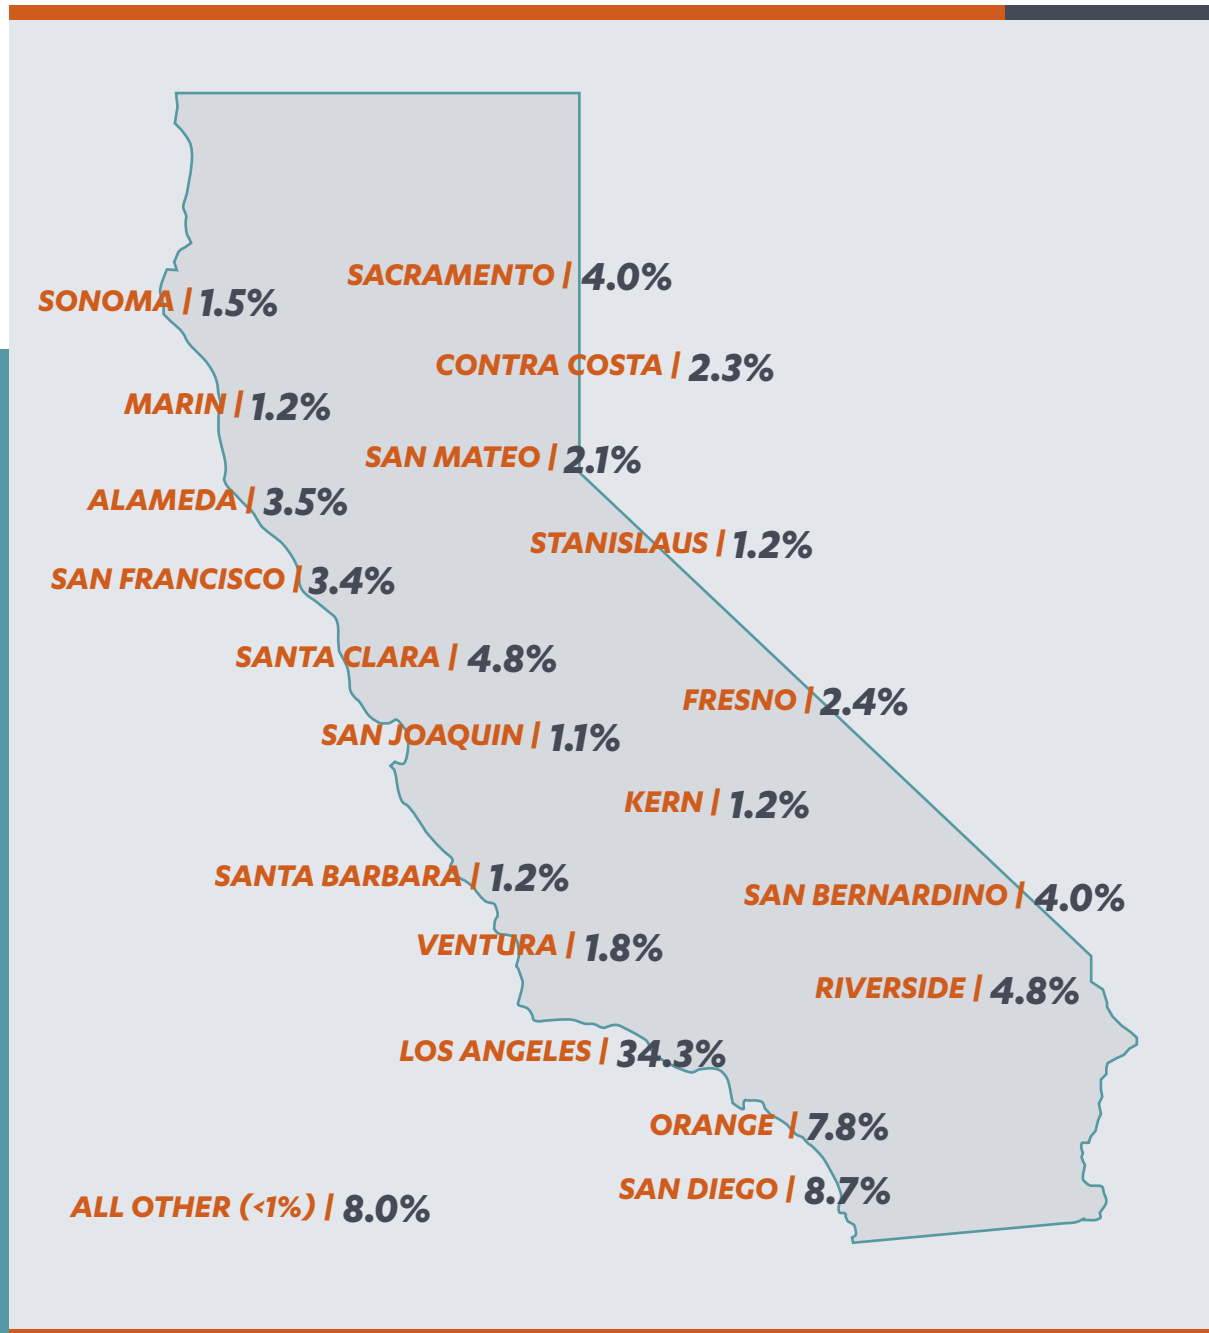 SACRAMENTO | 4.0%
SONOMA | 1.5%
CONTRA COSTA | 2.3%
MARIN | 1.2%
SAN MATEO | 2.1%
ALAMEDA | 3.5%
STANISLAUS | 1.2%
SAN FRANCISCO | 3.4%
SANTA CLARA | 4.8%
FRESNO | 2.4%
SAN JOAQUIN | 1.1%
KERN | 1.2%
SANTA BARBARA | 1.2%
SAN BERNARDINO | 4.0%
VENTURA | 1.8%
RIVERSIDE | 4.8%
LOS ANGELES | 34.3%
ORANGE | 7.8%
SAN DIEGO | 8.7%
ALL OTHER (<1%) | 8.0%